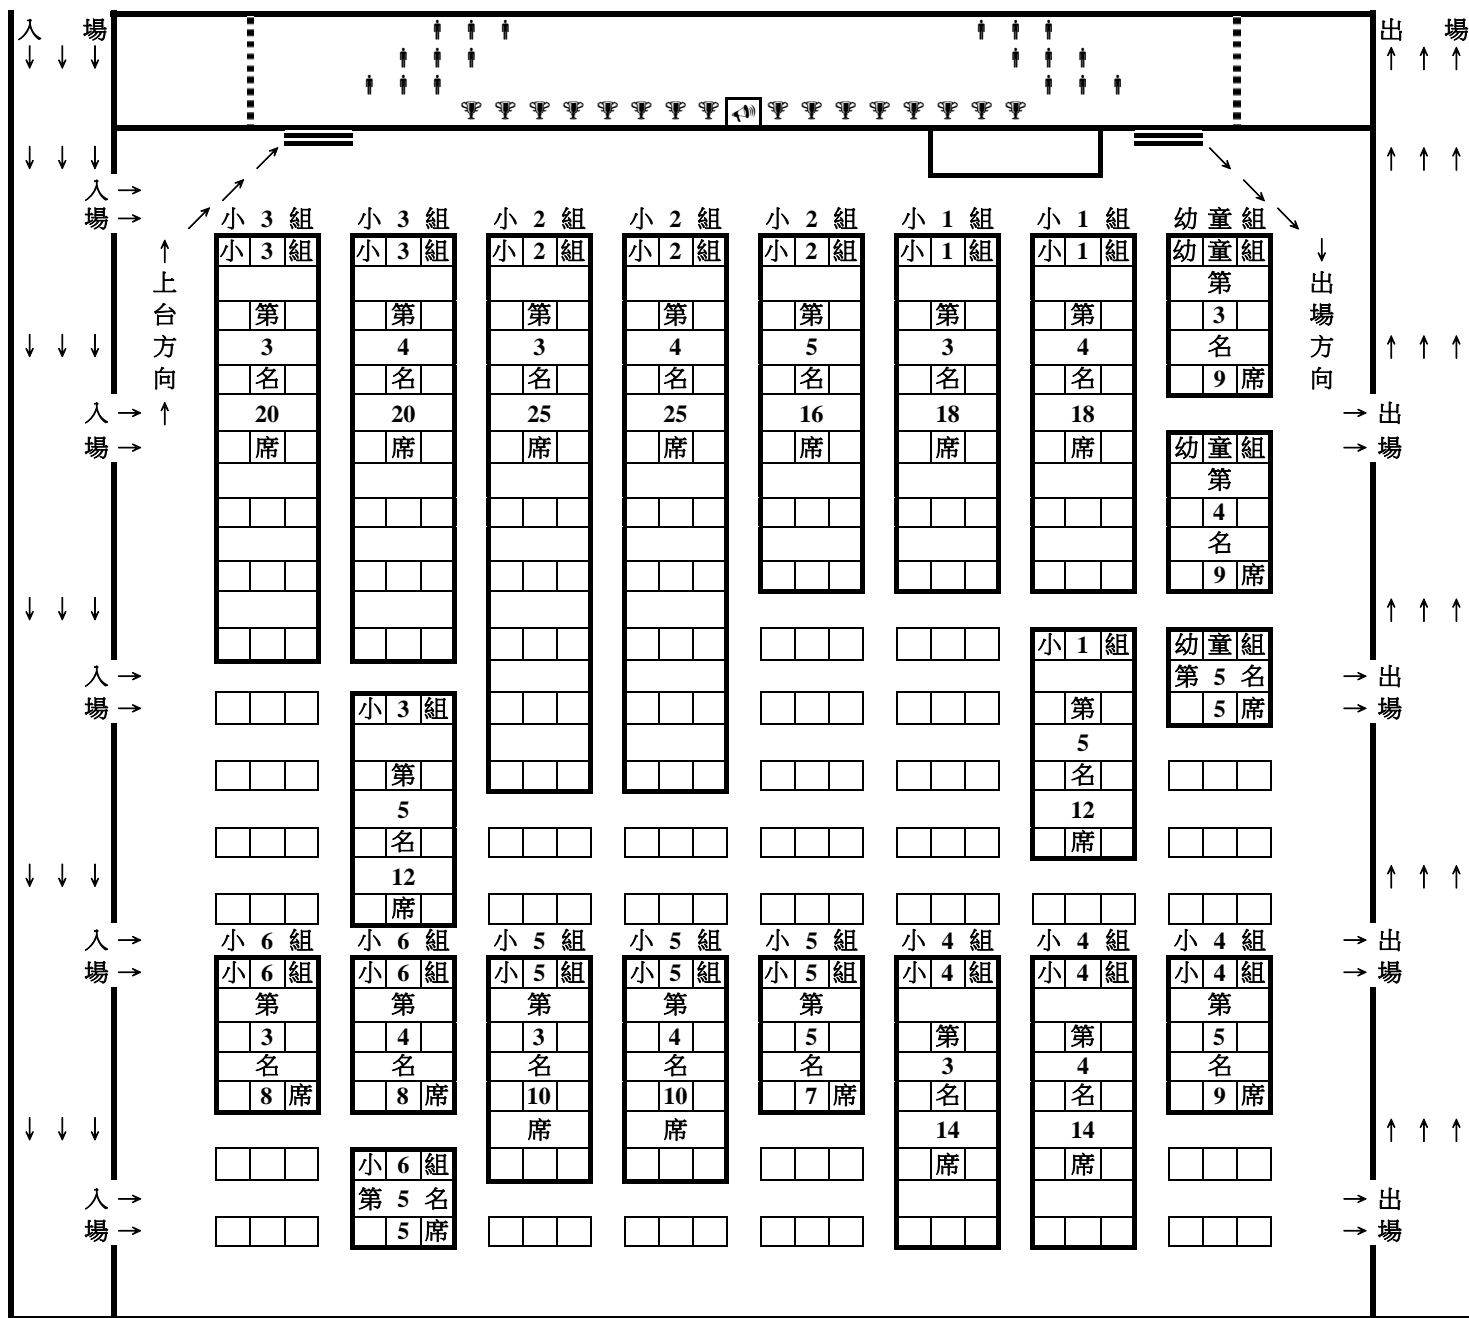 入 場 出 場
↓ ↓ ↓ ↑ ↑ ↑
↓ ↓ ↓ ↑ ↑ ↑
入 →
場 → 小 3 組 小 3 組 小 2 組 小 2 組 小 2 組 小 1 組 小 1 組 幼 童 組
↑ 小 3 組 小 3 組 小 2 組 小 2 組 小 2 組 小 1 組 小 1 組 幼 童 組 ↓
上 第 出
台 第 第 第 第 第 第 第 3 場
↓ ↓ ↓ 方 3 4 3 4 5 3 4 名 方 ↑ ↑ ↑
向 名 名 名 名 名 名 名 9 席 向
入 → ↑ 20 20 25 25 16 18 18 → 出
場 → 席 席 席 席 席 席 席 幼 童 組 → 場
第
4
名
9 席
↓ ↓ ↓ ↑ ↑ ↑
小 1 組 幼 童 組
入 → 第 5 名 → 出
場 → 小 3 組 第 5 席 → 場
5
第 名
5 12
名 席
↓ ↓ ↓ 12 ↑ ↑ ↑
席
入 → 小 6 組 小 6 組 小 5 組 小 5 組 小 5 組 小 4 組 小 4 組 小 4 組 → 出
場 → 小 6 組 小 6 組 小 5 組 小 5 組 小 5 組 小 4 組 小 4 組 小 4 組 → 場
第 第 第 第 第 第
3 4 3 4 5 第 第 5
名 名 名 名 名 3 4 名
8 席 8 席 10 10 7 席 名 名 9 席
↓ ↓ ↓ 席 席 14 14 ↑ ↑ ↑
小 6 組 席 席
入 → 第 5 名 → 出
場 → 5 席 → 場